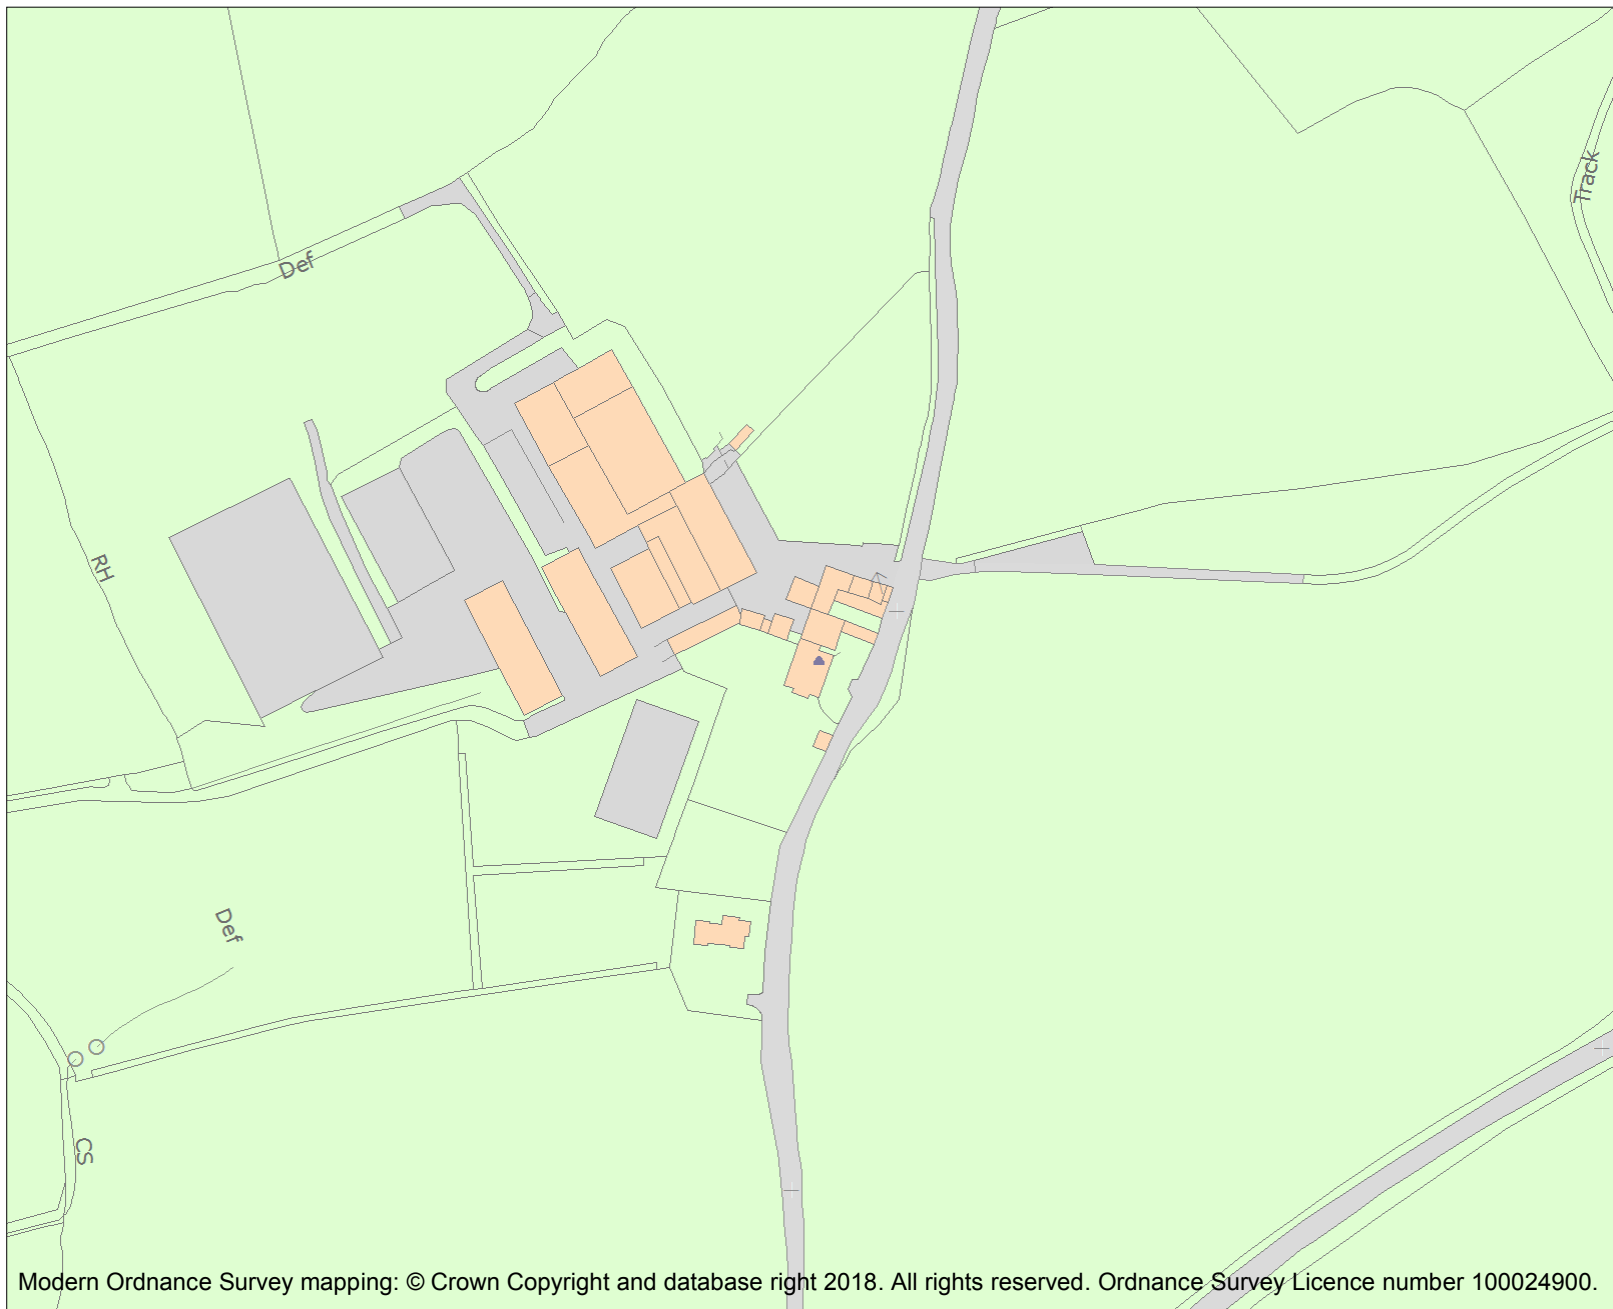 Track
Def
RH
Def
CS
Modern Ordnance Survey mapping: © Crown Copyright and database right 2018. All rights reserved. Ordnance Survey Licence number 100024900.